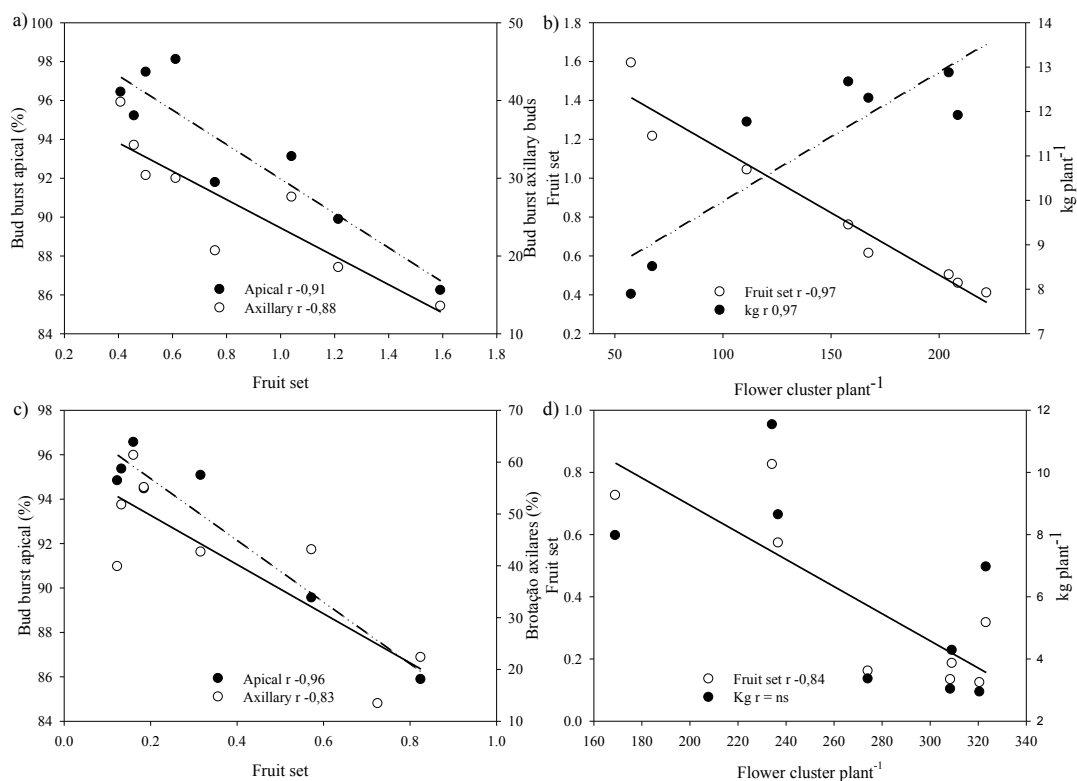 a)
100
98
96
94
92
90
88
86
84
Bud burst apical (%)
50
40
30
20
10
Bud burst axillary buds
Apical r -0,91
Axillary r -0,88
0.2 0.4 0.6 0.8 1.0 1.2 1.4 1.6 1.8
Fruit set
b)
1.8
1.6
1.4
1.2
1.0
0.8
0.6
0.4
0.2
Fruit set
14
13
12
11
10
9
8
7
kg plant-1
Fruit set r -0,97
kg r 0,97
50 100 150 200
Flower cluster plant-1
c)
98
96
94
92
91
88
86
84
Bud burst apical (%)
70
60
50
40
30
20
10
Brotação axilares (%)
Apical r -0,96
Axillary r -0,83
0.0 0.2 0.4 0.6 0.8 1.0
Fruit set
d)
1.0
0.8
0.6
0.4
0.2
0.0
Fruit set
12
10
8
6
4
2
kg plant-1
Fruit set r -0,84
Kg r = ns
160 180 200 220 240 260 280 300 320 340
Flower cluster plant-1